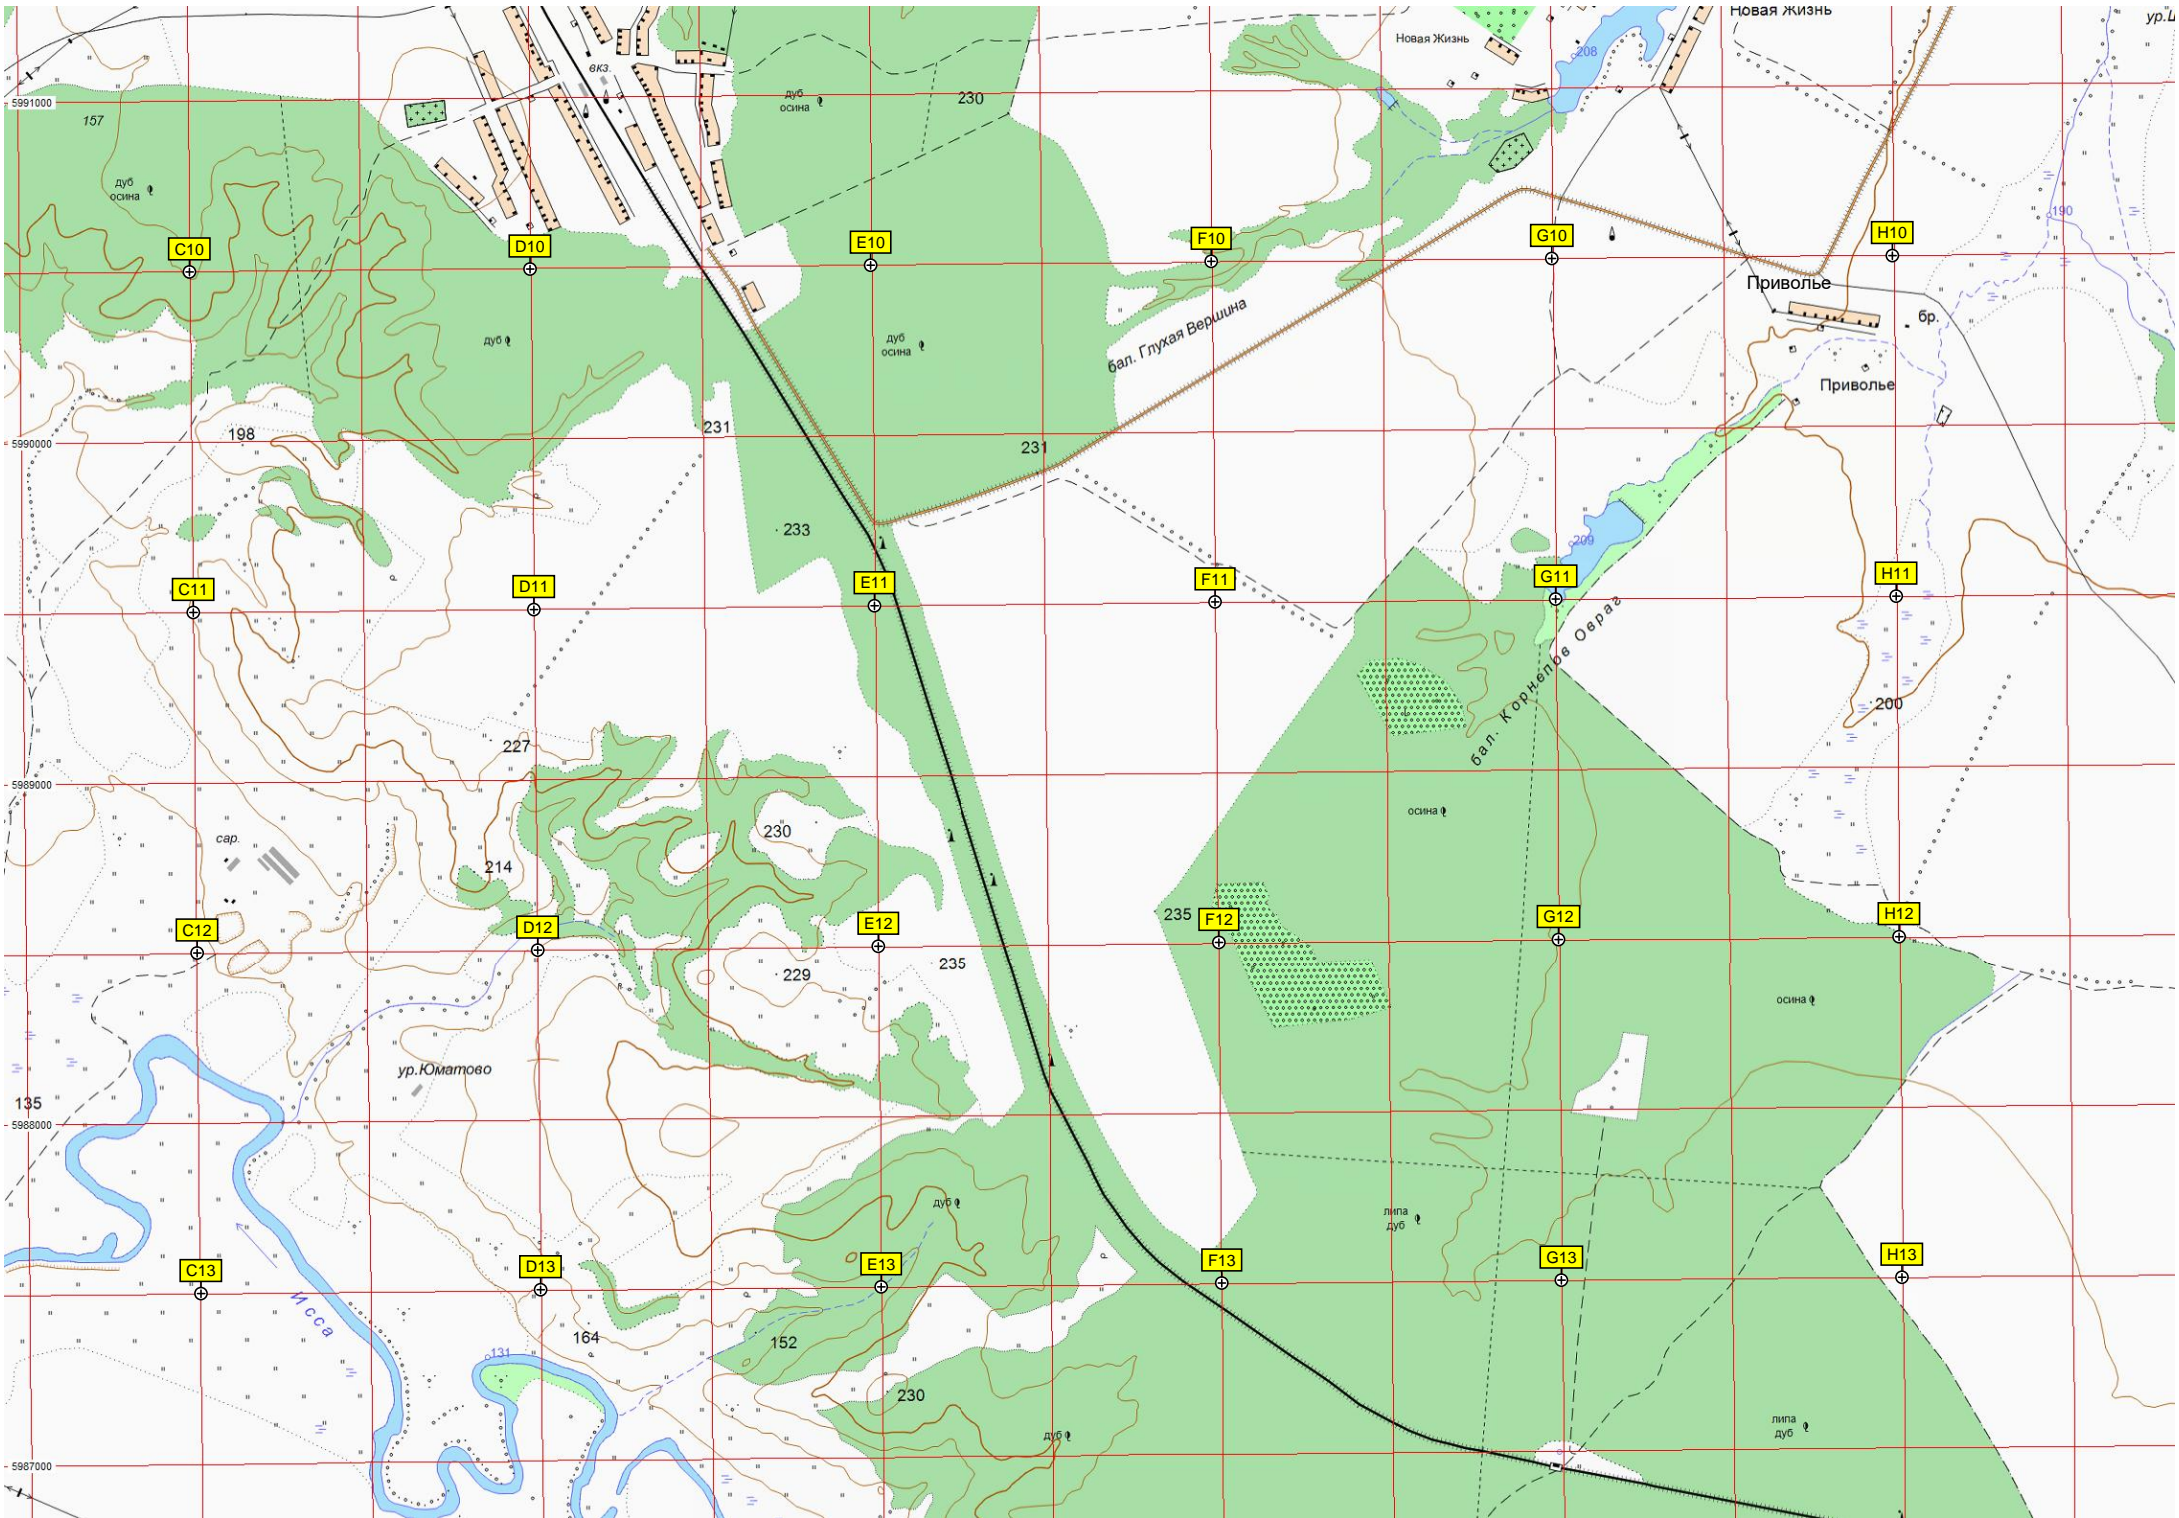 Новая Жизнь
ур.
Новая Жизнь
208
вкз.
5991000
дуб
осина
230
157
дуб
осина
190
C10
D10
E10
F10
G10
H10
Приволье
бр.
бал. Глухая Вершина
дуб
дуб
осина
Приволье
198
231
231
5990000
233
209
C11
D11
E11
F11
G11
H11
бал. Корнепов Овраг
200
227
5989000
осина
230
сар.
214
C12
D12
E12
F12
G12
H12
235
235
229
осина
ур.Юматово
135
5988000
дуб
липа
дуб
C13
D13
E13
F13
G13
H13
Исса
164
152
131
230
дуб
липа
дуб
5987000